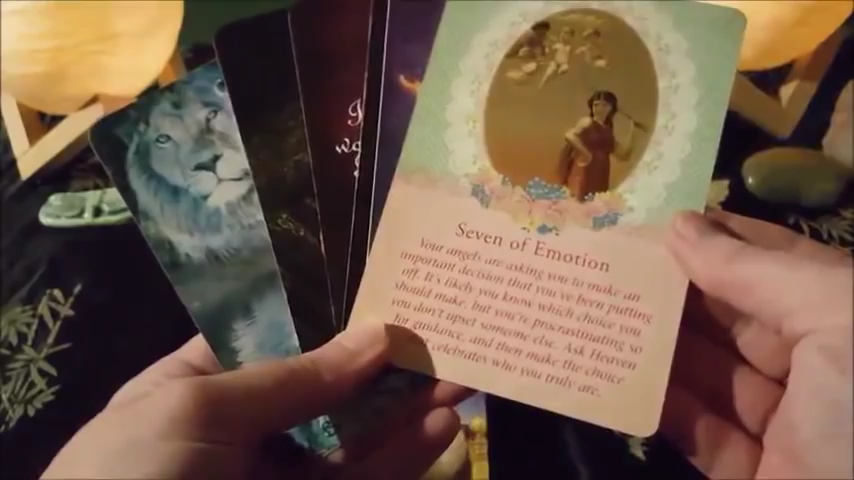 Seven of Emotion
Your angels are asking you to make an
important decision that you've been putting
off. It's likely you know which choice you
should make, but you're procrastinating so
you don't upset someone else. Ask Heaven
for guidance, and then make the choice
celebrates who you truly are.